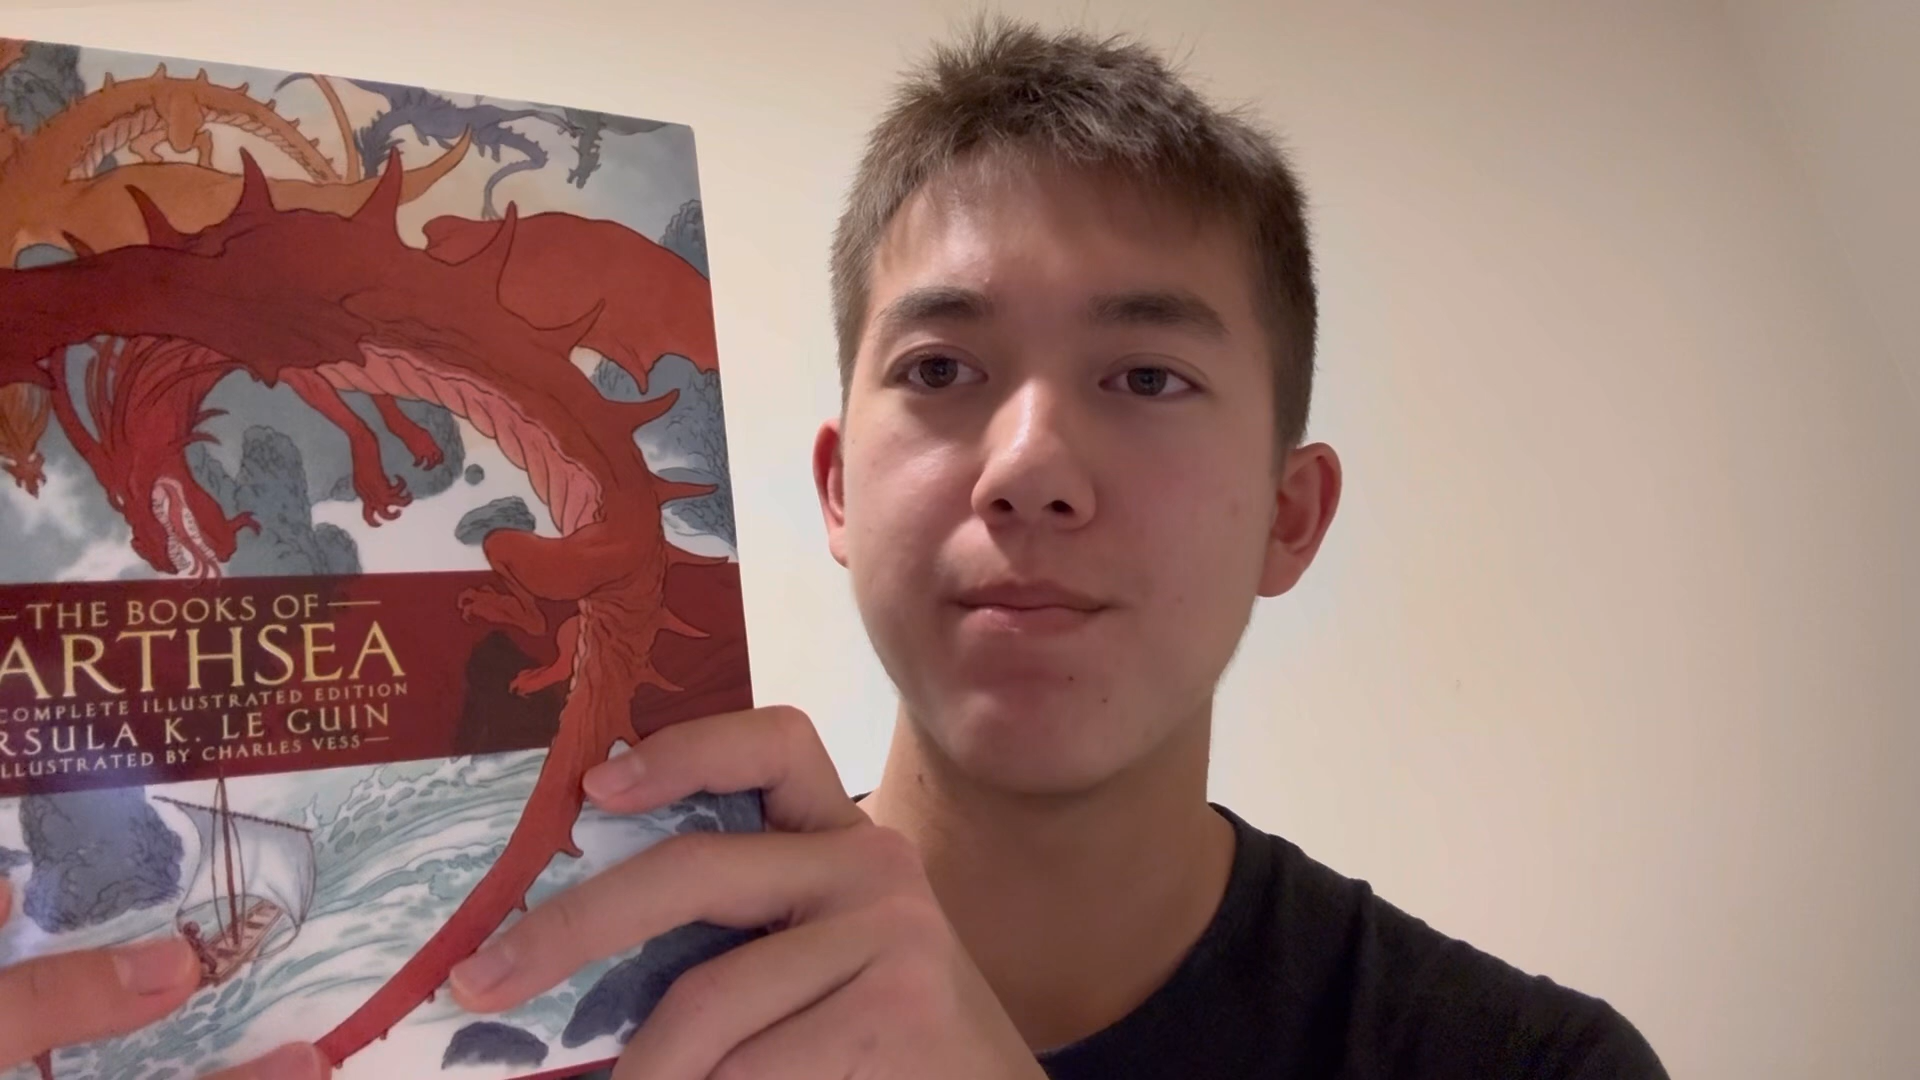 THE BOOKS OF
ARTHSEA
COMPLETE ILLUSTRATED EDITION
RSULA K. LE GUIN
LLUSTRATED BY CHARLES VESS